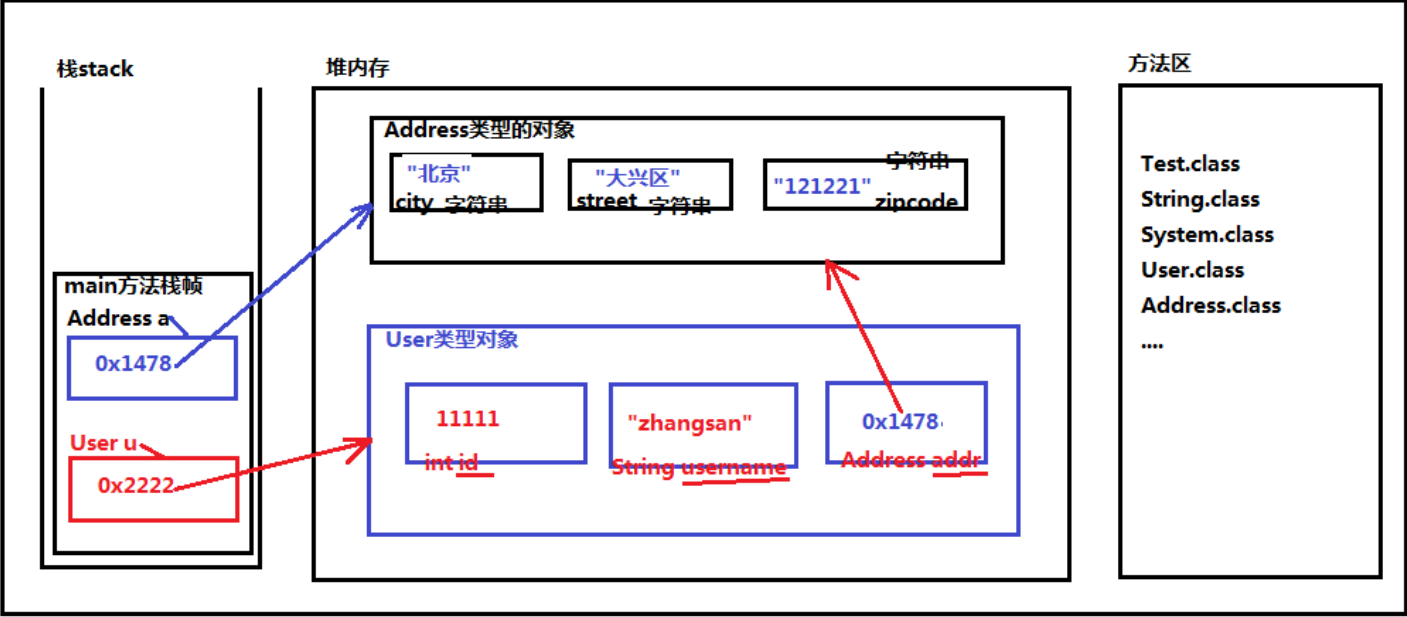 栈stack
堆内存
方法区
Address类型的对象
"北京"
city 字符串
"大兴区"
street 字符串
字符串
"121221"
zipcode
main方法栈帧
Address a
0x1478
User u
0x2222
User类型对象
11111
int id
"zhangsan"
String username
0x1478
Address addr
Test.class
String.class
System.class
User.class
Address.class
....